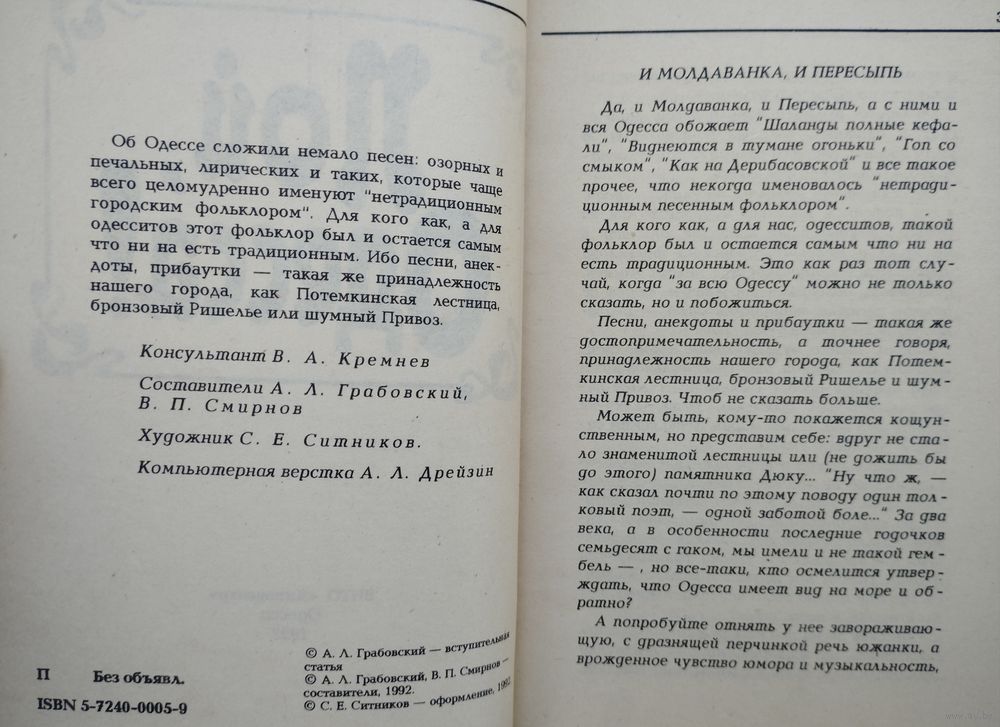 Об Одессе сложили немало песен: озорных и
печальных, лирических и таких, которые чаще
всего целомудренно именуют "нетрадиционным
городским фольклором". Для кого как, а для
одесситов этот фольклор был и остается самым
что ни на есть традиционным. Ибо песни, анек-
доты, прибаутки — такая же принадлежность
нашего города, как Потемкинская лестница,
бронзовый Ришелье или шумный Привоз.
Консультант В. А. Кремнев
Составители А. Л. Грабовский,
В. П. Смирнов
Художник С. Е. Ситников.
Компьютерная верстка А. Л. Дрейзин
© А. Л. Грабовский — вступительная
статья
© А. Л. Грабовский, В. П. Смирнов —
составители, 1992.
© С. Е. Ситников — оформление, 1992
П Без объявл.
ISBN 5-7240-0005-9
3
И МОЛДАВАНКА, И ПЕРЕСЫПЬ
Да, и Молдаванка, и Пересыпь, а с ними и
вся Одесса обожает "Шаланды полные кефа-
ли", "Виднеются в тумане огоньки", "Гоп со
смыком", "Как на Дерибасовской" и все такое
прочее, что некогда именовалось "нетради-
ционным песенным фольклором".
Для кого как, а для нас, одесситов, такой
фольклор был и остается самым что ни на
есть традиционным. Это как раз тот слу-
чай, когда "за всю Одессу" можно не только
сказать, но и побожиться.
Песни, анекдоты и прибаутки — такая же
достопримечательность, а точнее говоря,
принадлежность нашего города, как Потем-
кинская лестница, бронзовый Ришелье и шум-
ный Привоз. Чтоб не сказать больше.
Может быть, кому-то покажется кощун-
ственным, но представим себе: вдруг не ста-
ло знаменитой лестницы или (не дожить бы
до этого) памятника Дюку... "Ну что ж, —
как сказал почти по этому поводу один тол-
ковый поэт, — одной заботой боле..." За два
века, а в особенности последние годочков
семьдесят с гаком, мы имели и не такой гем-
бель — , но все-таки, кто осмелится утвер-
ждать, что Одесса имеет вид на море и об-
ратно?
А попробуйте отнять у нее завораживаю-
щую, с дразнящей перчинкой речь южанки, а
врожденное чувство юмора и музыкальность,